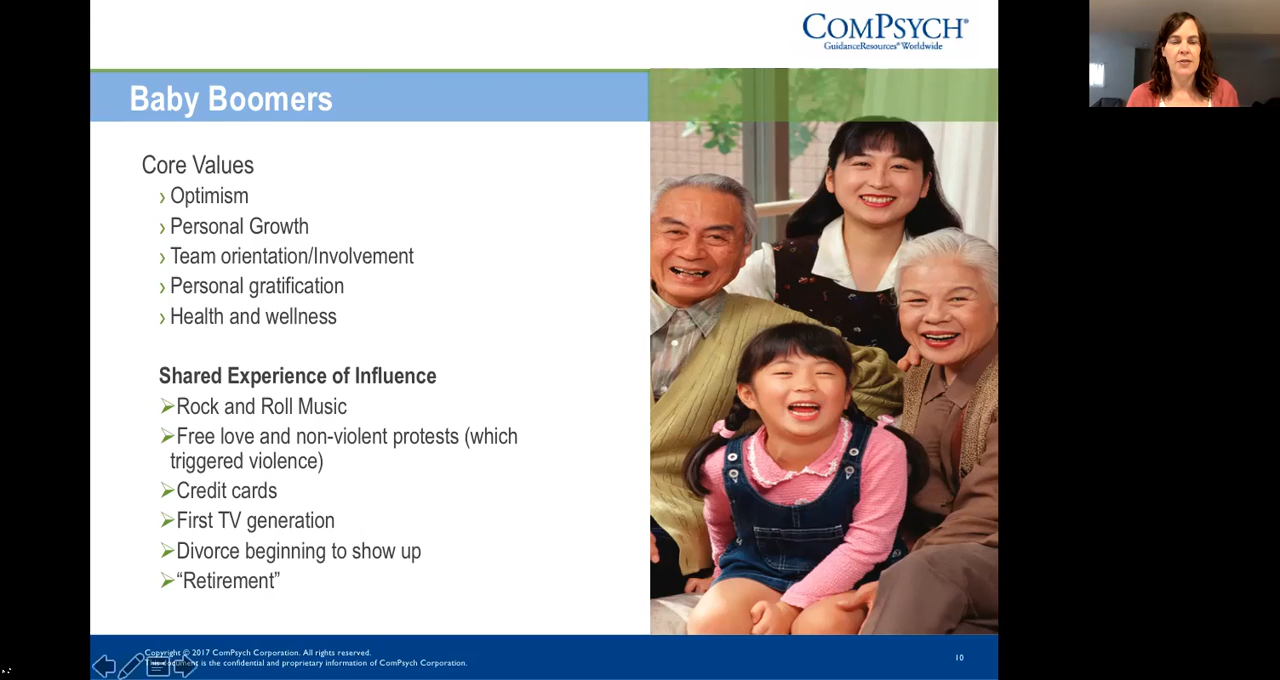 COMPSYCH®
GuidanceResources® Worldwide
Baby Boomers
Core Values
› Optimism
› Personal Growth
› Team orientation/Involvement
› Personal gratification
› Health and wellness
Shared Experience of Influence
➢Rock and Roll Music
➢Free love and non-violent protests (which
triggered violence)
➢Credit cards
➢First TV generation
➢Divorce beginning to show up
➢“Retirement”
Copyright © 2017 ComPsych Corporation. All rights reserved.
This document is the confidential and proprietary information of ComPsych Corporation.
10